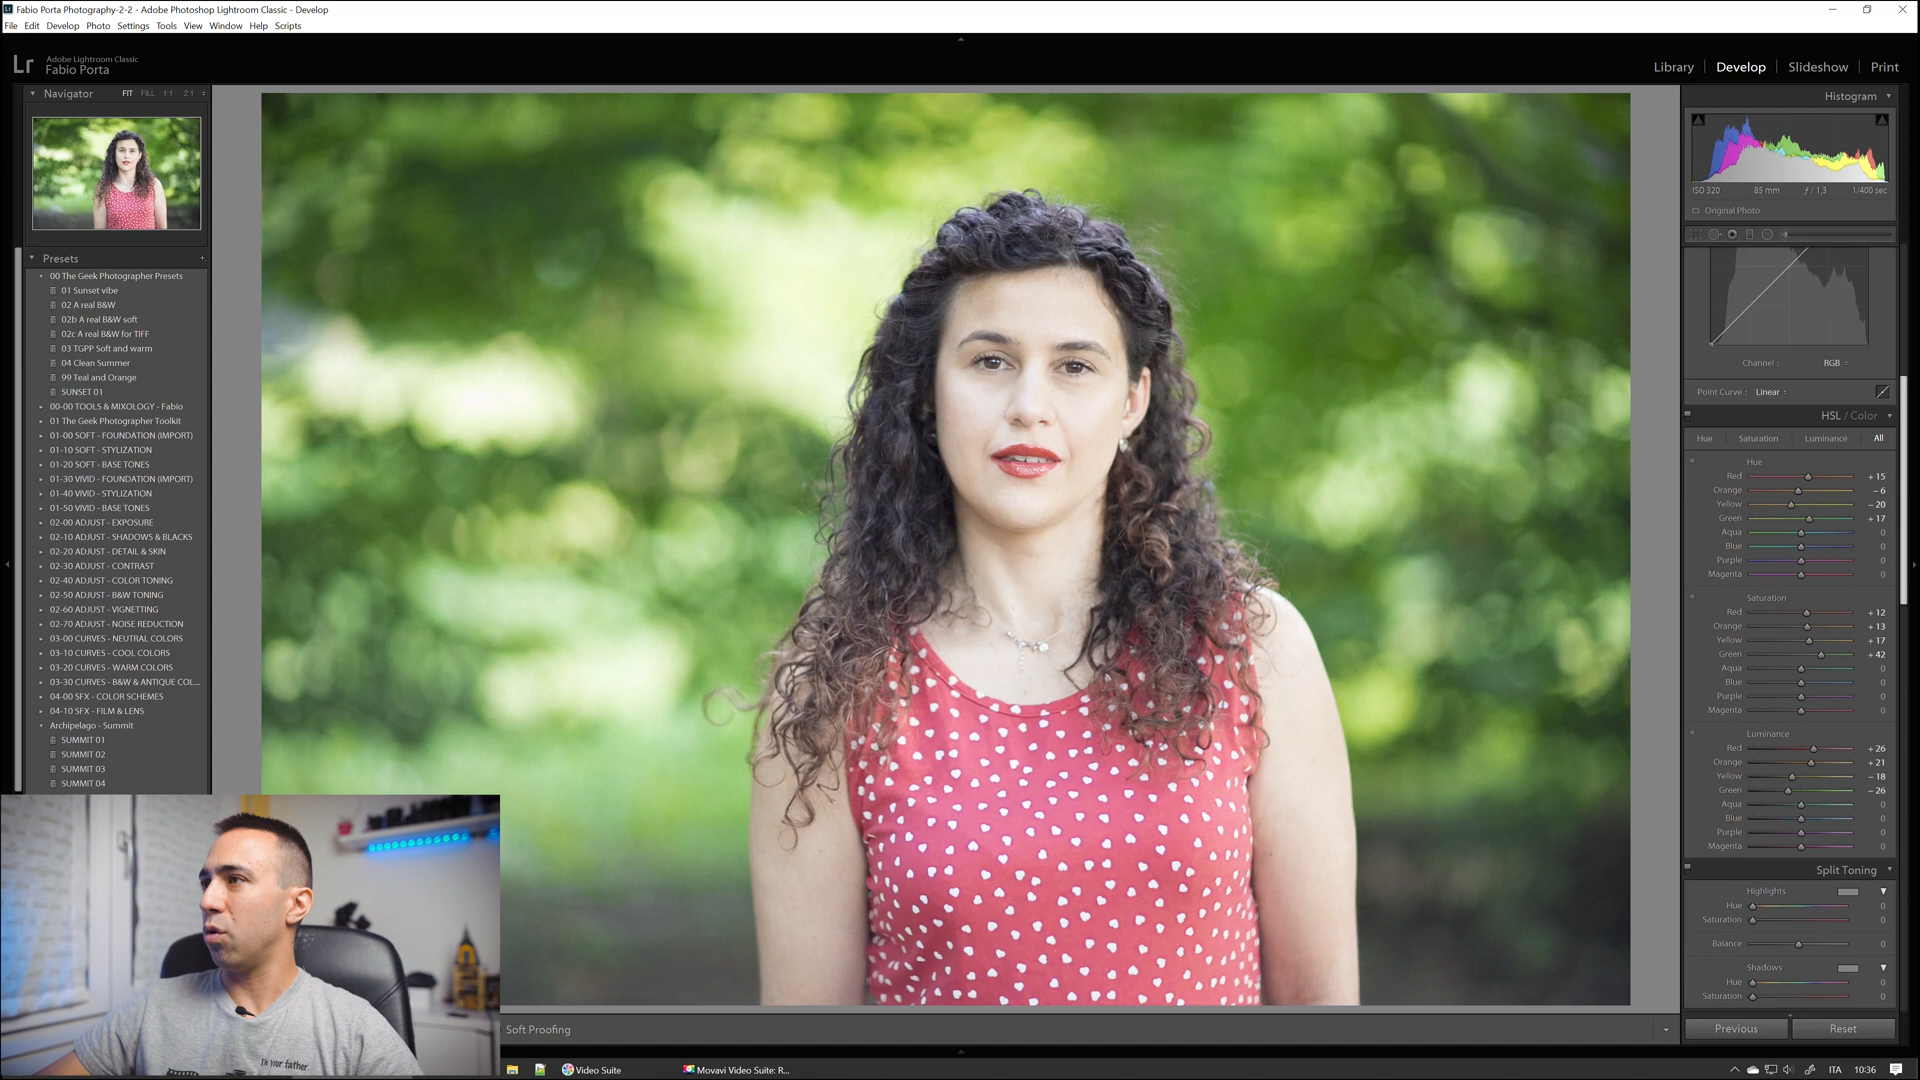 Fabio Porta Photography-2-2 - Adobe Photoshop Lightroom Classic - Develop
File Edit Develop Photo Settings Tools View Window Help Scripts
Lr
Adobe Lightroom Classic
Fabio Porta
Library | Develop | Slideshow | Print
Navigator FIT FILL 1:1 2:1
Presets +
00 The Geek Photographer Presets
01 Sunset vibe
02 A real B&W
02b A real B&W soft
02c A real B&W for TIFF
03 TGPP Soft and warm
04 Clean Summer
99 Teal and Orange
SUNSET 01
00-00 TOOLS & MIXOLOGY - Fabio
01 The Geek Photographer Toolkit
01-00 SOFT - FOUNDATION (IMPORT)
01-10 SOFT - STYLIZATION
01-20 SOFT - BASE TONES
01-30 VIVID - FOUNDATION (IMPORT)
01-40 VIVID - STYLIZATION
01-50 VIVID - BASE TONES
02-00 ADJUST - EXPOSURE
02-10 ADJUST - SHADOWS & BLACKS
02-20 ADJUST - DETAIL & SKIN
02-30 ADJUST - CONTRAST
02-40 ADJUST - COLOR TONING
02-50 ADJUST - B&W TONING
02-60 ADJUST - VIGNETTING
02-70 ADJUST - NOISE REDUCTION
03-00 CURVES - NEUTRAL COLORS
03-10 CURVES - COOL COLORS
03-20 CURVES - WARM COLORS
03-30 CURVES - B&W & ANTIQUE COL...
04-00 SFX - COLOR SCHEMES
04-10 SFX - FILM & LENS
Archipelago - Summit
SUMMIT 01
SUMMIT 02
SUMMIT 03
SUMMIT 04
Histogram
ISO 320 85 mm ƒ / 1,3 1/400 sec
Original Photo
Channel : RGB
Point Curve : Linear
HSL / Color
Hue Saturation Luminance All
Hue
Red + 15
Orange - 6
Yellow - 20
Green + 17
Aqua 0
Blue 0
Purple 0
Magenta 0
Saturation
Red + 12
Orange + 13
Yellow + 17
Green + 42
Aqua 0
Blue 0
Purple 0
Magenta 0
Luminance
Red + 26
Orange + 21
Yellow - 18
Green - 26
Aqua 0
Blue 0
Purple 0
Magenta 0
Split Toning
Highlights
Hue 0
Saturation 0
Balance 0
Shadows
Hue 0
Saturation 0
Previous Reset
Soft Proofing
I'm your father
Video Suite Movavi Video Suite: R...
ITA 10:36